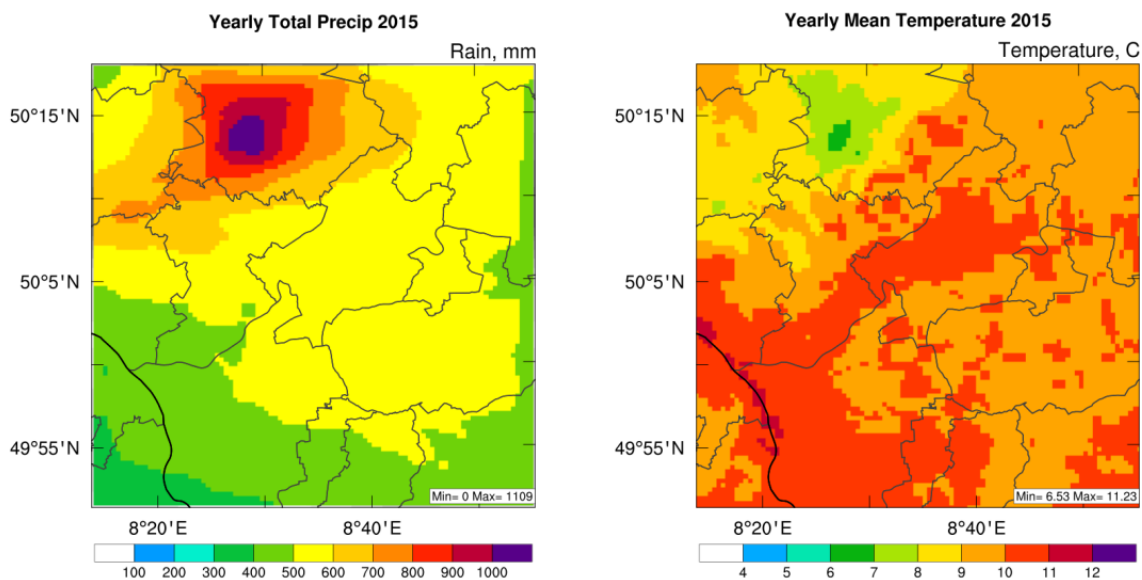 Yearly Total Precip 2015
Rain, mm
50°15'N
50°5'N
49°55'N
Min= 0 Max= 1109
8°20'E 8°40'E
100 200 300 400 500 600 700 800 900 1000
Yearly Mean Temperature 2015
Temperature, C
50°15'N
50°5'N
49°55'N
Min= 6.53 Max= 11.23
8°20'E 8°40'E
4 5 6 7 8 9 10 11 12